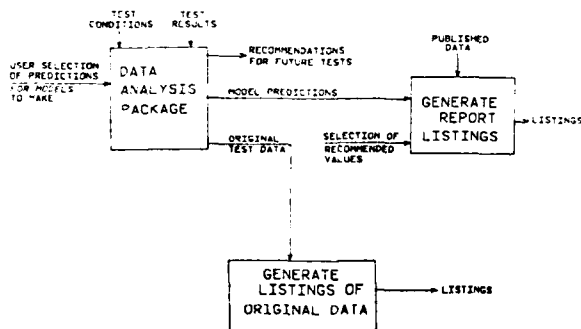 TEST
CONDITIONS
TEST
RESULTS
USER SELECTION
OF PREDICTIONS
FOR MODELS
TO MAKE
DATA
ANALYSIS
PACKAGE
RECOMMENDATIONS
FOR FUTURE TESTS
MODEL PREDICTIONS
ORIGINAL
TEST DATA
PUBLISHED
DATA
GENERATE
REPORT
LISTINGS
LISTINGS
SELECTION OF
RECOMMENDED
VALUES
GENERATE
LISTINGS OF
ORIGINAL DATA
LISTINGS